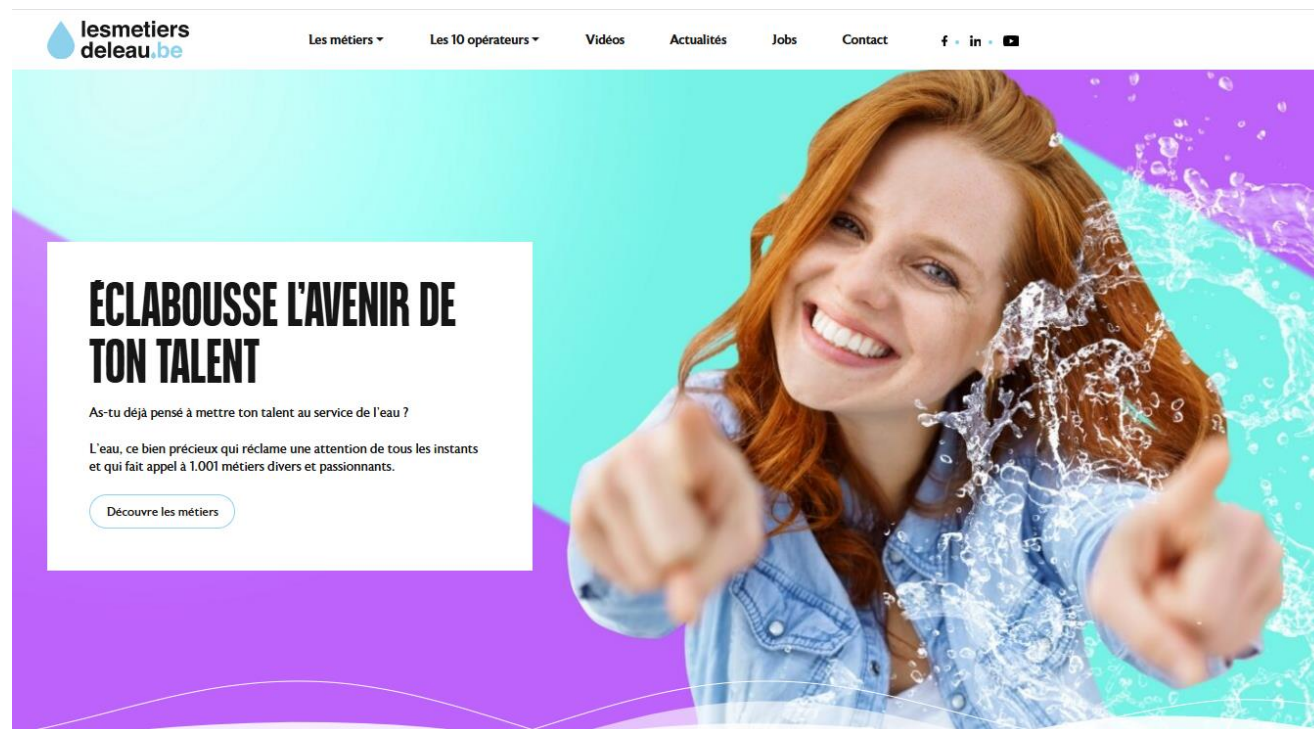 lesmetiers
deleau.be
Les métiers
Les 10 opérateurs
Vidéos
Actualités
Jobs
Contact
f
in
ÉCLABOUSSE L'AVENIR DE
TON TALENT
As-tu déjà pensé à mettre ton talent au service de l'eau ?
L'eau, ce bien précieux qui réclame une attention de tous les instants
et qui fait appel à 1.001 métiers divers et passionnants.
Découvre les métiers